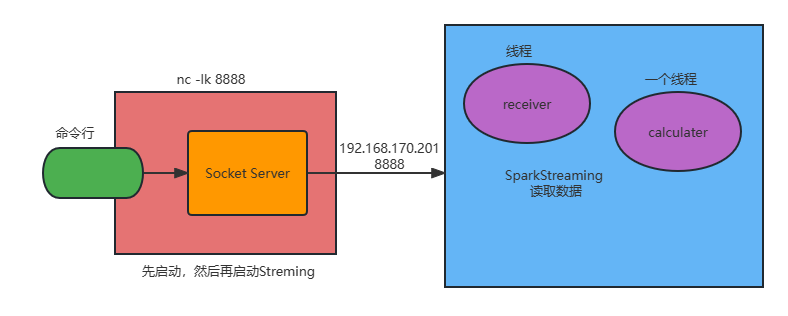 nc -lk 8888
命令行
Socket Server
先启动，然后再启动Streming
192.168.170.201
8888
线程
receiver
一个线程
calculater
SparkStreaming
读取数据